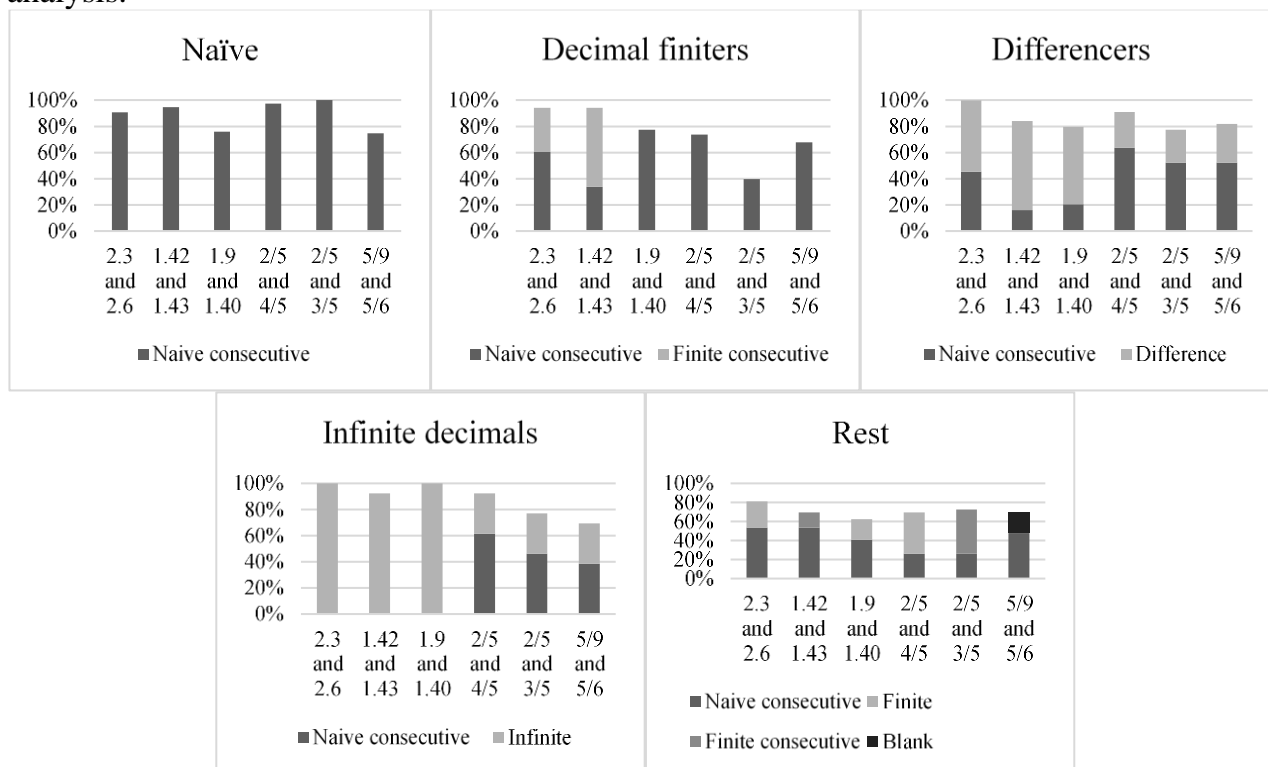 analysis.
Naïve
100%
80%
60%
40%
20%
0%
2.3 1.42 1.9 2/5 2/5 5/9
and and and and and and
2.6 1.43 1.40 4/5 3/5 5/6
Naive consecutive
Decimal finiters
100%
80%
60%
40%
20%
0%
2.3 1.42 1.9 2/5 2/5 5/9
and and and and and and
2.6 1.43 1.40 4/5 3/5 5/6
Naive consecutive Finite consecutive
Differencers
100%
80%
60%
40%
20%
0%
2.3 1.42 1.9 2/5 2/5 5/9
and and and and and and
2.6 1.43 1.40 4/5 3/5 5/6
Naive consecutive Difference
Infinite decimals
100%
80%
60%
40%
20%
0%
2.3 1.42 1.9 2/5 2/5 5/9
and and and and and and
2.6 1.43 1.40 4/5 3/5 5/6
Naive consecutive Infinite
Rest
100%
80%
60%
40%
20%
0%
2.3 1.42 1.9 2/5 2/5 5/9
and and and and and and
2.6 1.43 1.40 4/5 3/5 5/6
Naive consecutive Finite
Finite consecutive Blank